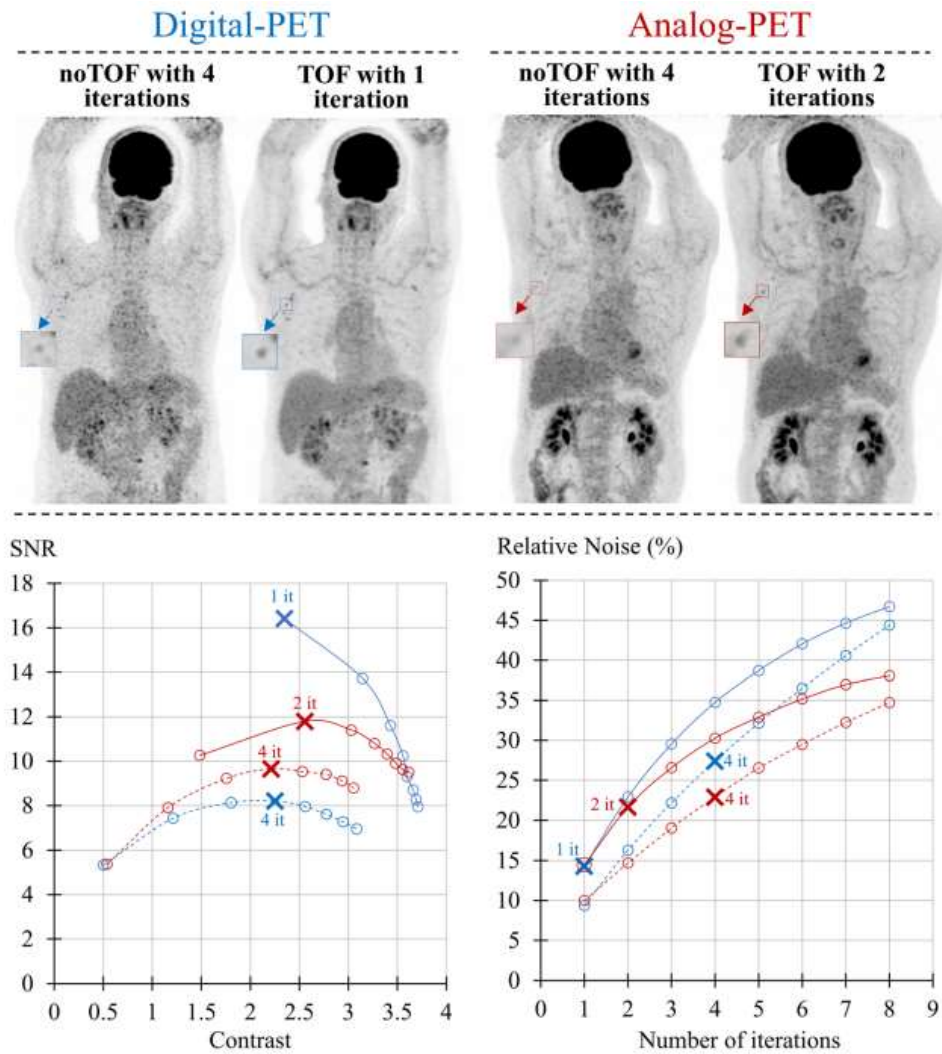 Digital-PET
Analog-PET
noTOF with 4
iterations
TOF with 1
iteration
noTOF with 4
iterations
TOF with 2
iterations
SNR
18
16
14
12
10
8
6
4
2
0
1 it
2 it
4 it
4 it
0
0.5
1
1.5
2
2.5
3
3.5
4
Contrast
Relative Noise (%)
50
45
40
35
30
25
20
15
10
5
0
1 it
2 it
4 it
4 it
0
1
2
3
4
5
6
7
8
9
Number of iterations